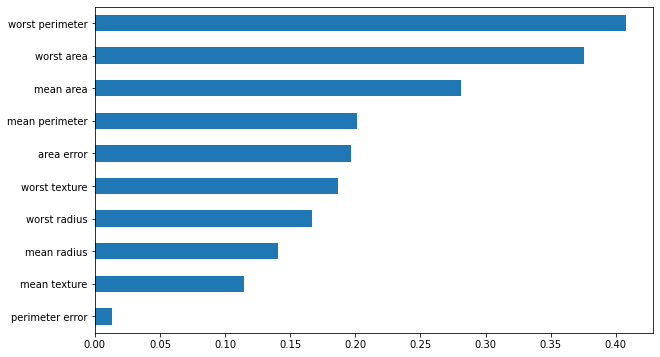 worst perimeter
worst area
mean area
mean perimeter
area error
worst texture
worst radius
mean radius
mean texture
perimeter error
0.00 0.05 0.10 0.15 0.20 0.25 0.30 0.35 0.40